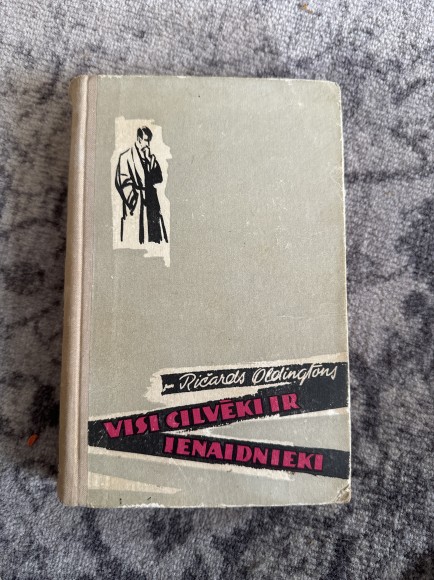 Ričards Oldingtons
VISI CILVĒKI IR
IENAIDNIEKI